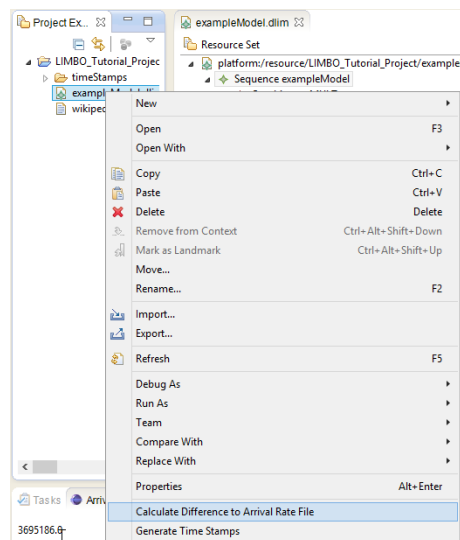 Project Ex...
exampleModel.dlim
Resource Set
LIMBO_Tutorial_Projec
platform:/resource/LIMBO_Tutorial_Project/example
timeStamps
Sequence exampleModel
wikiped
New
Open F3
Open With
Copy Ctrl+C
Paste Ctrl+V
Delete Delete
Remove from Context Ctrl+Alt+Shift+Down
Mark as Landmark Ctrl+Alt+Shift+Up
Move...
Rename... F2
Import...
Export...
Refresh F5
Debug As
Run As
Team
Compare With
Replace With
Properties Alt+Enter
Tasks Arriv
Calculate Difference to Arrival Rate File
3695186.0
Generate Time Stamps